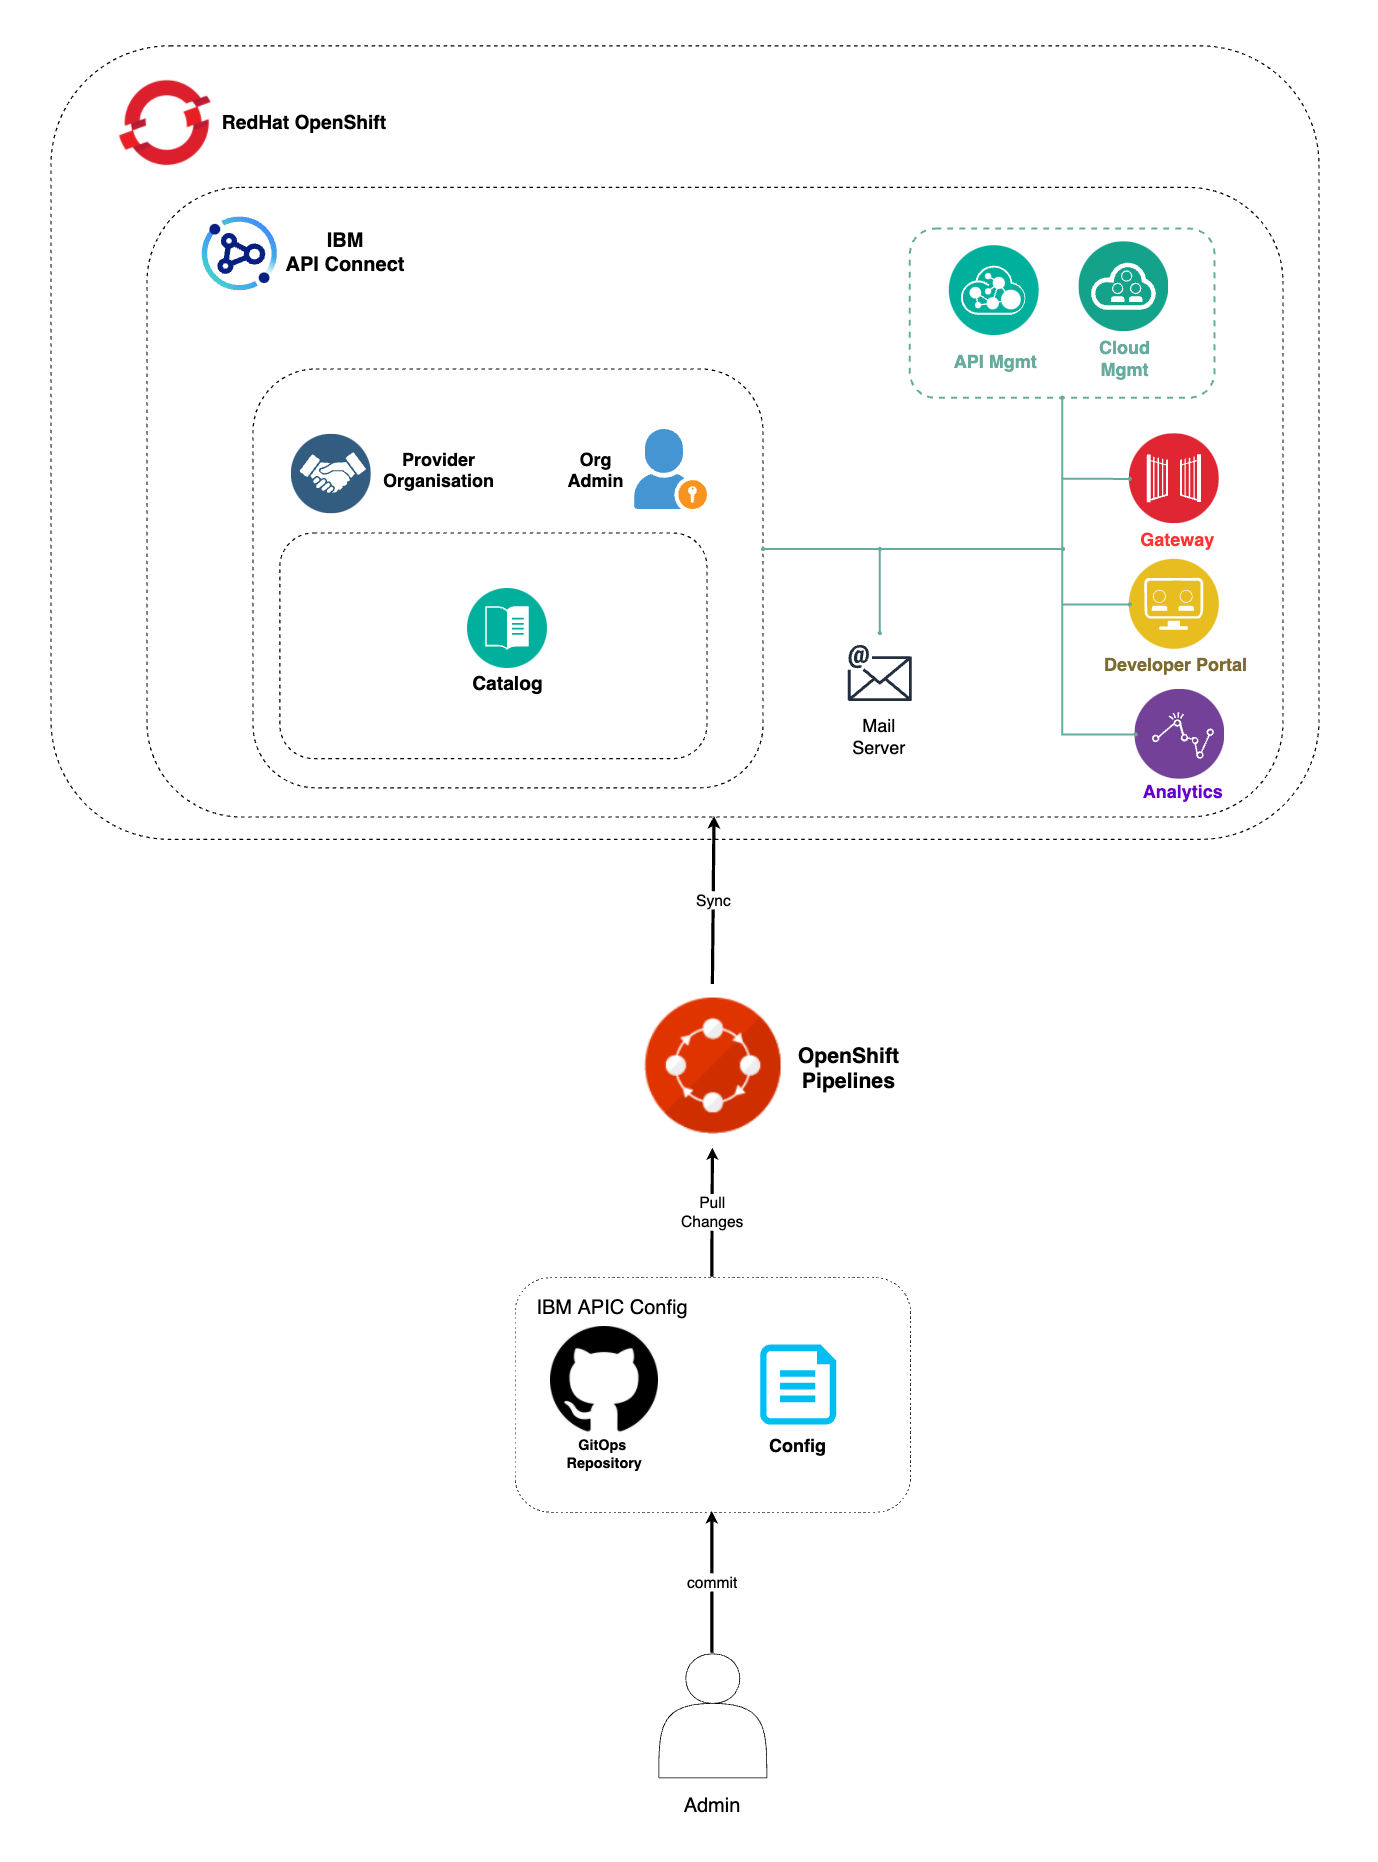 RedHat OpenShift
IBM
API Connect
API Mgmt
Cloud
Mgmt
Provider
Organisation
Org
Admin
Gateway
Catalog
Developer Portal
@
Mail
Server
Analytics
Sync
OpenShift
Pipelines
Pull
Changes
IBM APIC Config
GitOps
Repository
Config
commit
Admin